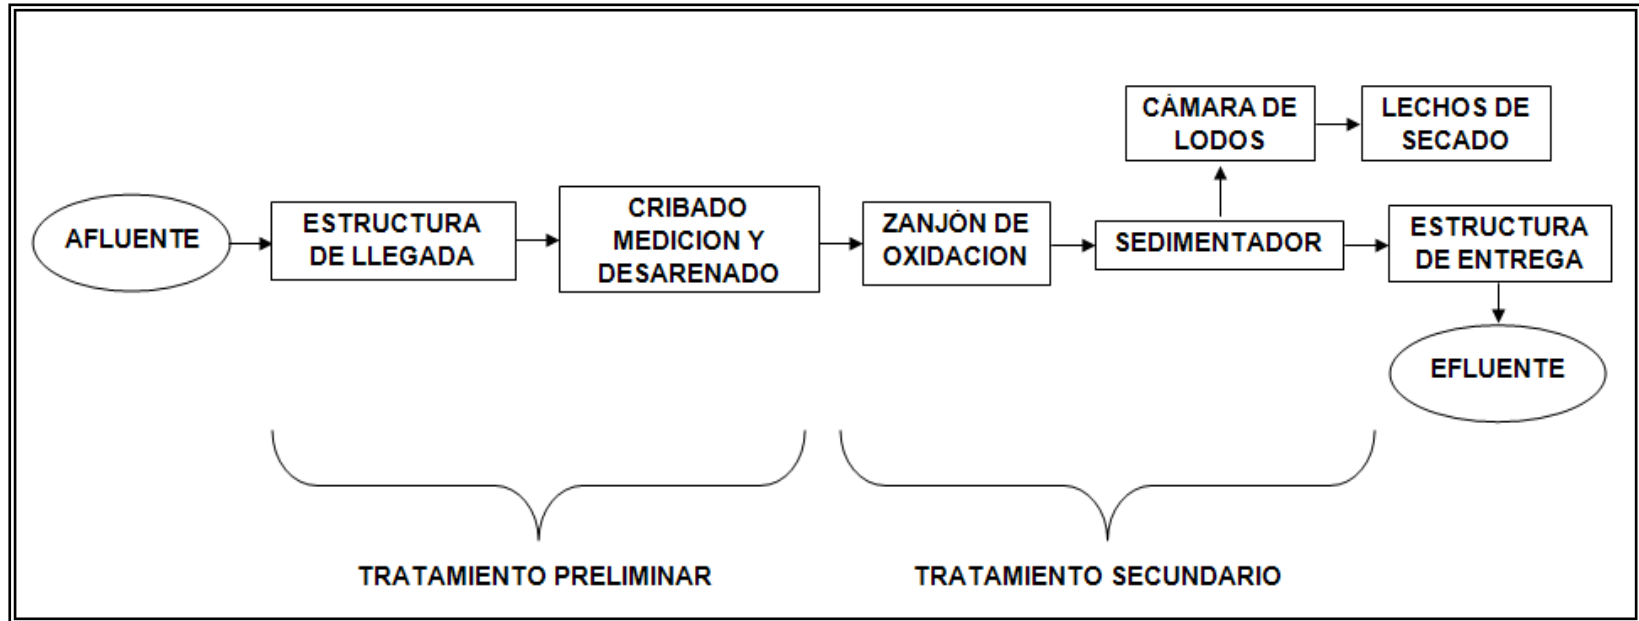 AFLUENTE
ESTRUCTURA
DE LLEGADA
CRIBADO
MEDICION Y
DESARENADO
ZANJÓN DE
OXIDACION
SEDIMENTADOR
CÁMARA DE
LODOS
LECHOS DE
SECADO
ESTRUCTURA
DE ENTREGA
EFLUENTE
TRATAMIENTO PRELIMINAR
TRATAMIENTO SECUNDARIO